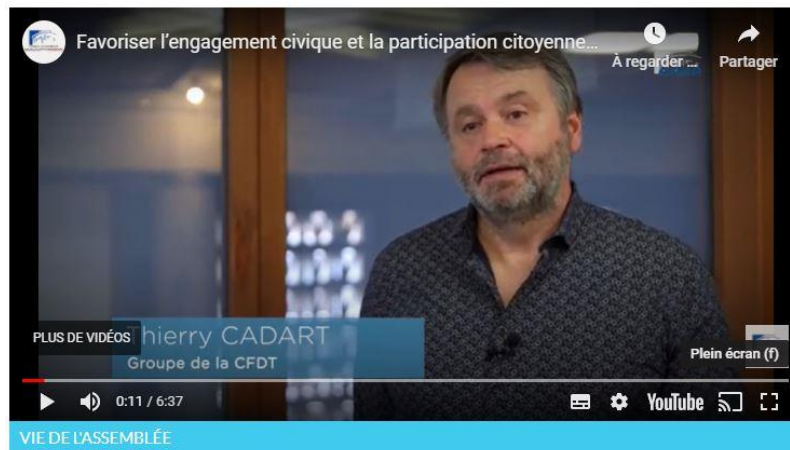 Favoriser l'engagement civique et la participation citoyenne...
À regarder ...
Partager
PLUS DE VIDÉOS
Thierry CADART
Groupe de la CFDT
Plein écran (f)
0:11 / 6:37
YouTube
VIE DE L'ASSEMBLÉE